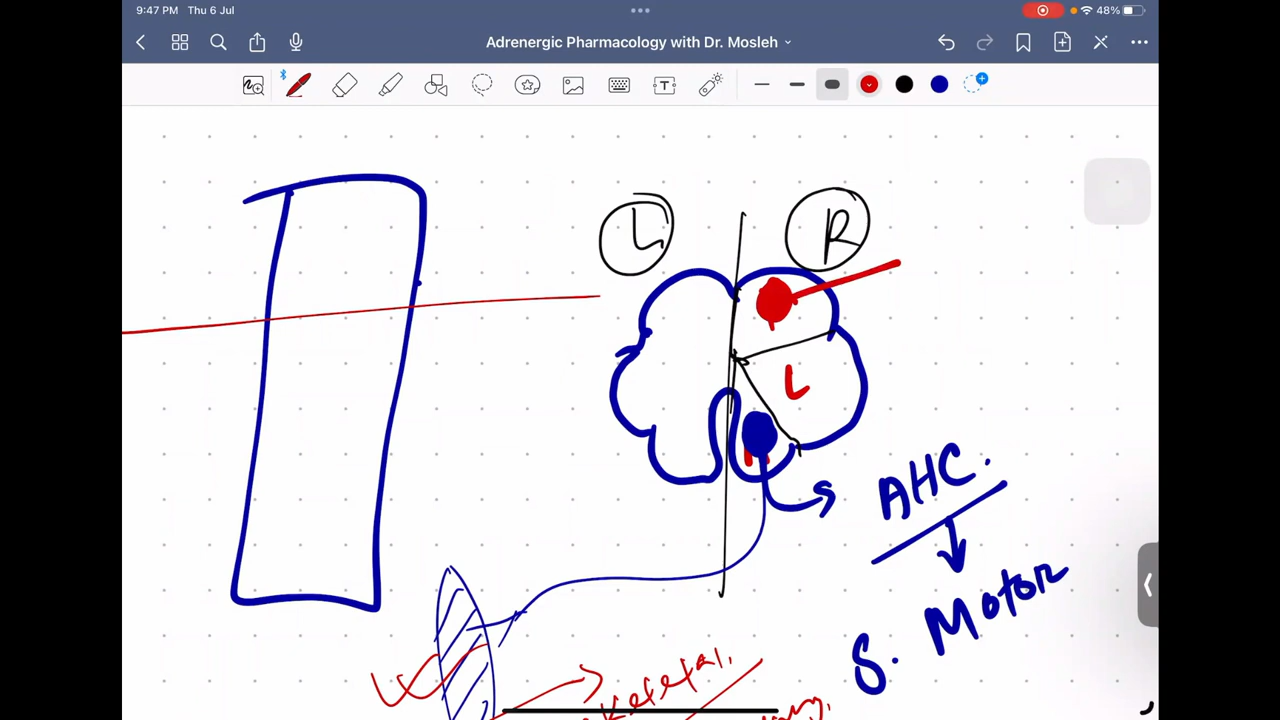 9:47 PM Thu 6 Jul
48%
Adrenergic Pharmacology with Dr. Mosleh
T
L
R
L
AHC.
S. Motor
Skeletal.